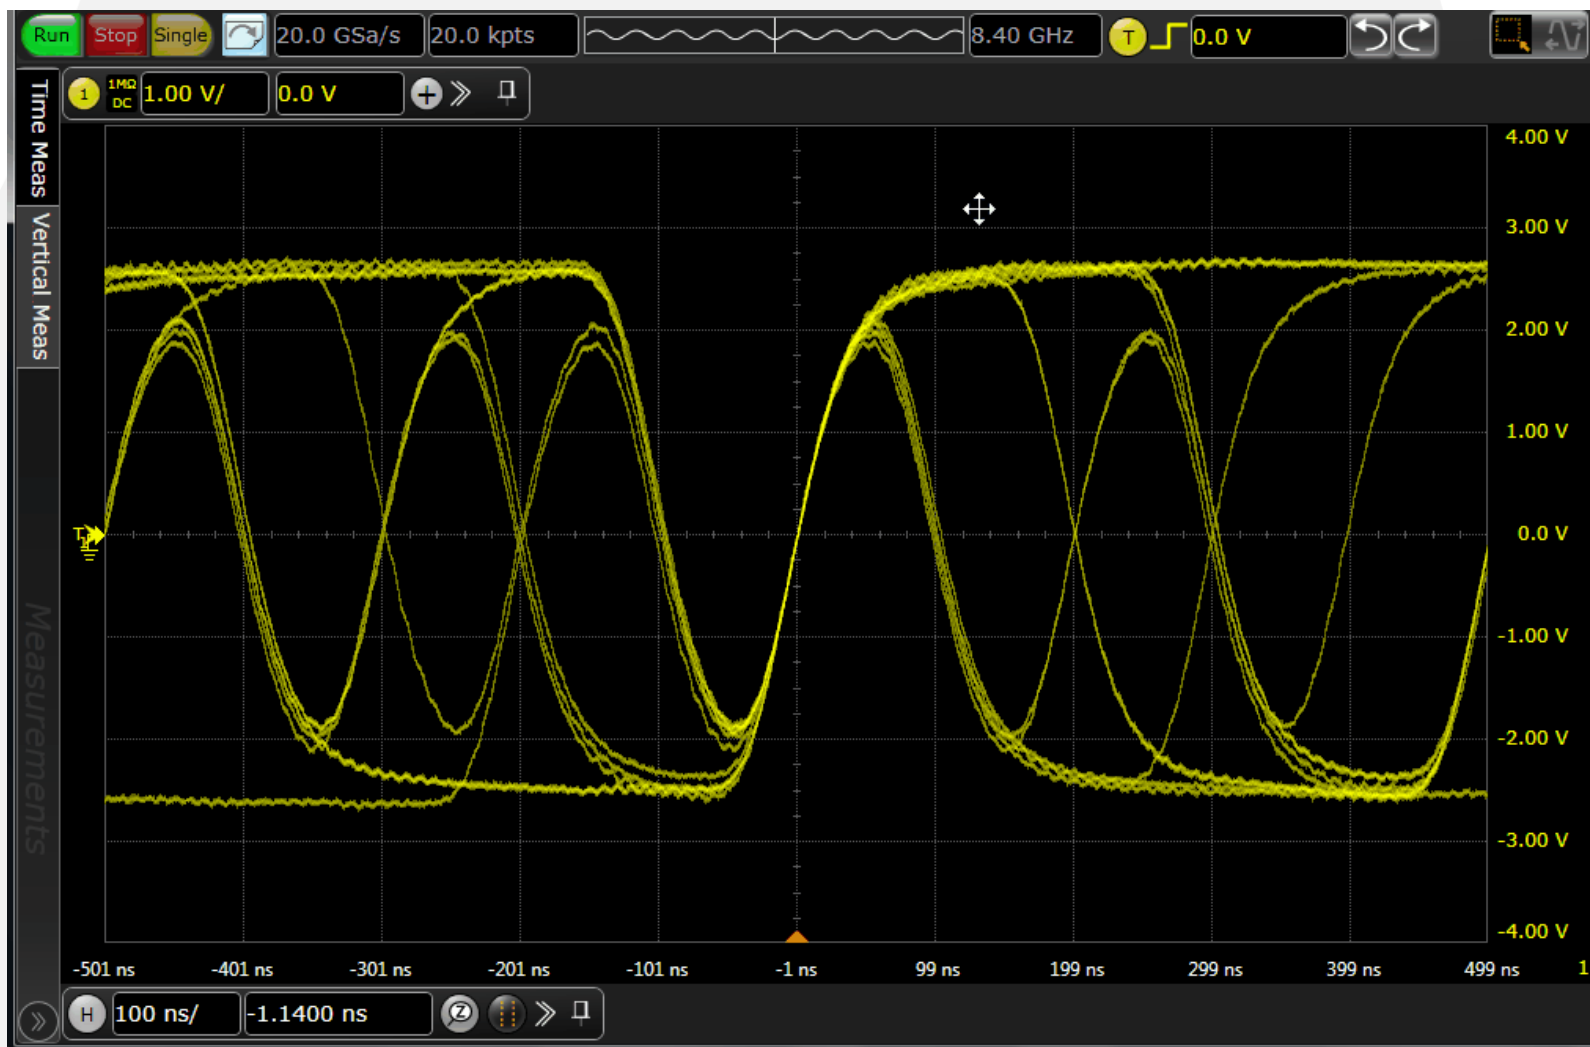 Run Stop Single 20.0 GSa/s 20.0 kpts 8.40 GHz T 0.0 V
1 1MΩ DC 1.00 V/ 0.0 V
Time Meas
Vertical Meas
Measurements
4.00 V
3.00 V
2.00 V
1.00 V
T 0.0 V
-1.00 V
-2.00 V
-3.00 V
-4.00 V
-501 ns -401 ns -301 ns -201 ns -101 ns -1 ns 99 ns 199 ns 299 ns 399 ns 499 ns 1
H 100 ns/ -1.1400 ns Z